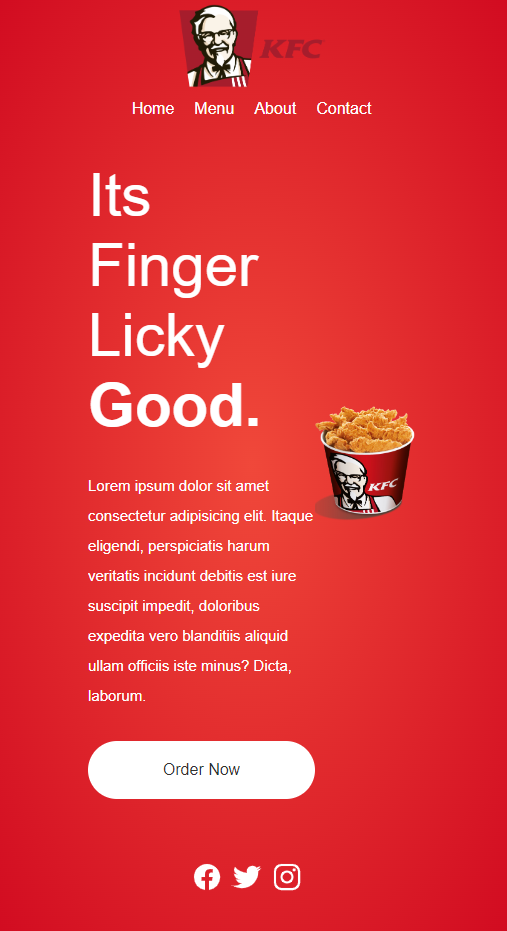 KFC
Home Menu About Contact
Its
Finger
Licky
Good.
Lorem ipsum dolor sit amet
consectetur adipisicing elit. Itaque
eligendi, perspiciatis harum
veritatis incidunt debitis est iure
suscipit impedit, doloribus
expedita vero blanditiis aliquid
ullam officiis iste minus? Dicta,
laborum.
KFC
Order Now